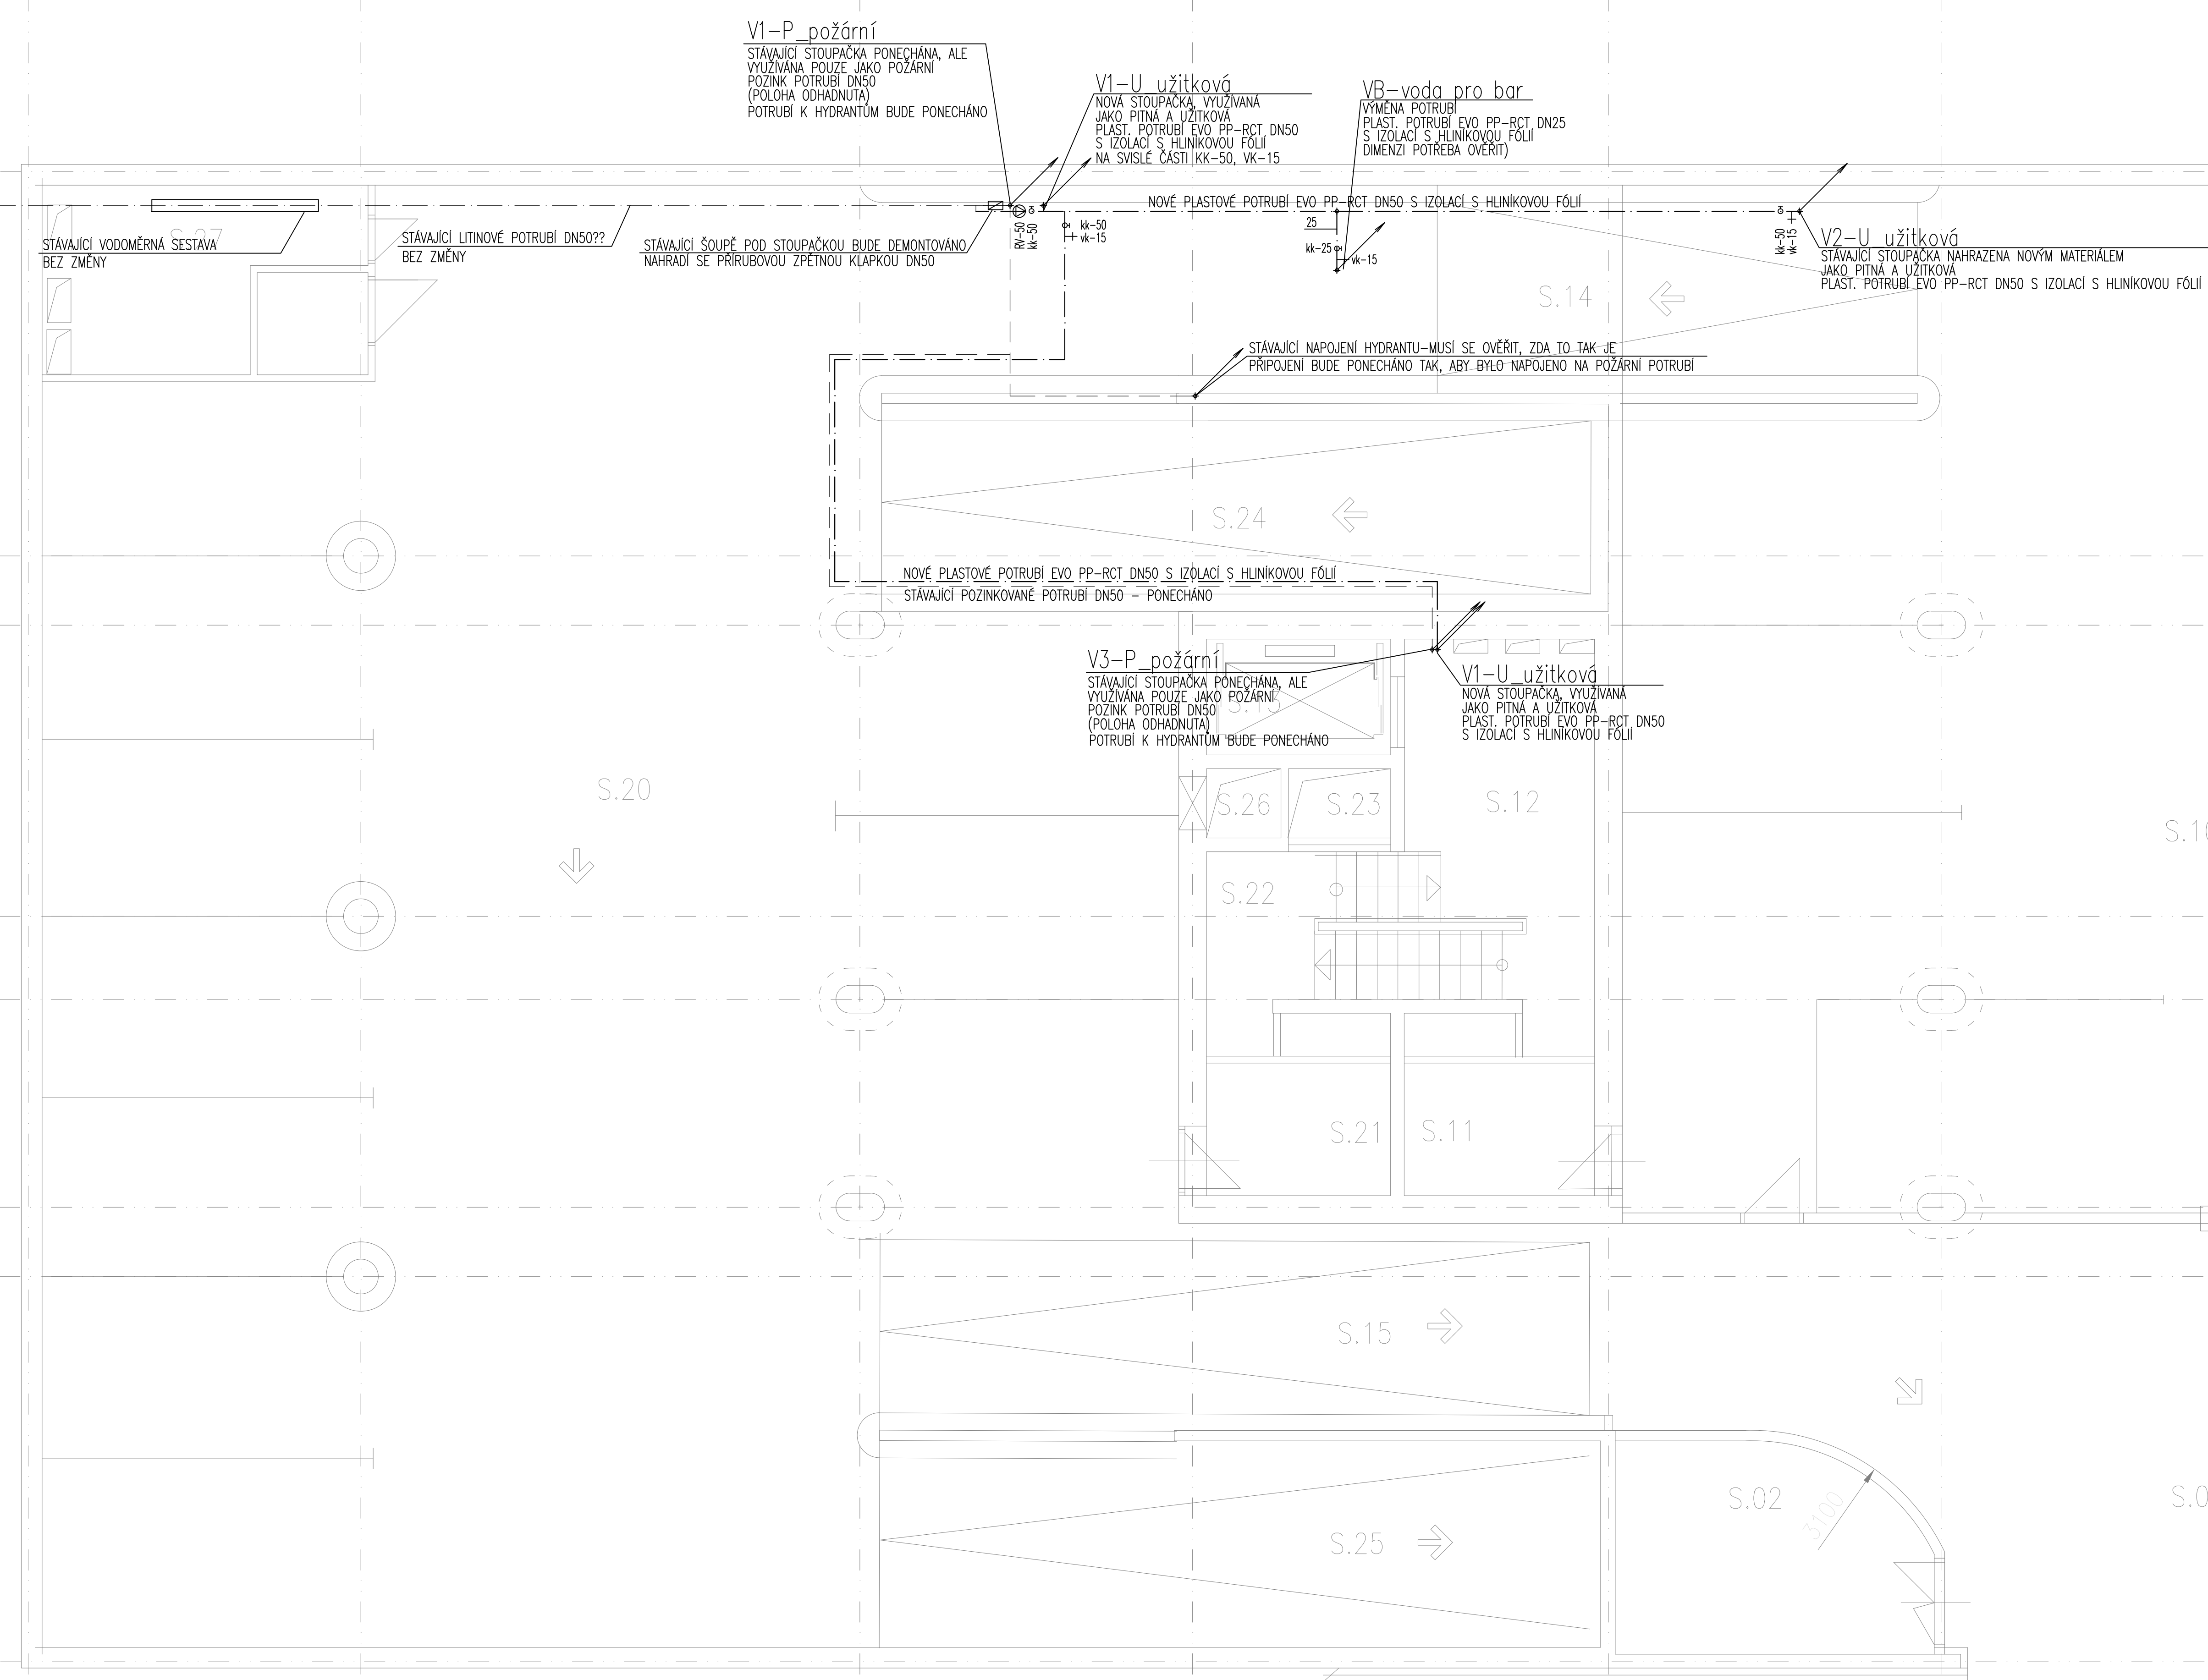 V1-P_požární
STÁVAJÍCÍ STOUPAČKA PONECHÁNA, ALE
VYUŽÍVÁNA POUZE JAKO POŽÁRNÍ
POZINK POTRUBÍ DN50
(POLOHA ODHADNUTA)
POTRUBÍ K HYDRANTŮM BUDE PONECHÁNO
V1-U_užitková
NOVÁ STOUPAČKA, VYUŽÍVANÁ
JAKO PITNÁ A UŽITKOVÁ
PLAST. POTRUBÍ EVO PP-RCT DN50
S IZOLACÍ S HLINÍKOVOU FÓLIÍ
NA SVISLÉ ČÁSTI KK-50, VK-15
VB-voda pro bar
VÝMĚNA POTRUBÍ
PLAST. POTRUBÍ EVO PP-RCT DN25
S IZOLACÍ S HLINÍKOVOU FÓLIÍ
DIMENZI POTŘEBA OVĚŘIT)
NOVÉ PLASTOVÉ POTRUBÍ EVO PP-RCT DN50 S IZOLACÍ S HLINÍKOVOU FÓLIÍ
S.27
STÁVAJÍCÍ VODOMĚRNÁ SESTAVA
BEZ ZMĚNY
STÁVAJÍCÍ LITINOVÉ POTRUBÍ DN50??
BEZ ZMĚNY
STÁVAJÍCÍ ŠOUPĚ POD STOUPAČKOU BUDE DEMONTOVÁNO
NAHRADÍ SE PŘÍRUBOVOU ZPĚTNOU KLAPKOU DN50
RV-50
kk-50
kk-50
vk-15
25
kk-25
vk-15
kk-50
vk-15
V2-U_užitková
STÁVAJÍCÍ STOUPAČKA NAHRAZENA NOVÝM MATERIÁLEM
JAKO PITNÁ A UŽITKOVÁ
PLAST. POTRUBÍ EVO PP-RCT DN50 S IZOLACÍ S HLINÍKOVOU FÓLIÍ
S.14
STÁVAJÍCÍ NAPOJENÍ HYDRANTU-MUSÍ SE OVĚŘIT, ZDA TO TAK JE
PŘIPOJENÍ BUDE PONECHÁNO TAK, ABY BYLO NAPOJENO NA POŽÁRNÍ POTRUBÍ
S.24
NOVÉ PLASTOVÉ POTRUBÍ EVO PP-RCT DN50 S IZOLACÍ S HLINÍKOVOU FÓLIÍ
STÁVAJÍCÍ POZINKOVANÉ POTRUBÍ DN50 - PONECHÁNO
V3-P_požární
STÁVAJÍCÍ STOUPAČKA PONECHÁNA, ALE
VYUŽÍVÁNA POUZE JAKO POŽÁRNÍ
POZINK POTRUBÍ DN50
(POLOHA ODHADNUTA)
POTRUBÍ K HYDRANTŮM BUDE PONECHÁNO
V1-U_užitková
NOVÁ STOUPAČKA, VYUŽÍVANÁ
JAKO PITNÁ A UŽITKOVÁ
PLAST. POTRUBÍ EVO PP-RCT DN50
S IZOLACÍ S HLINÍKOVOU FÓLIÍ
S.20
S.26
S.23
S.12
S.22
S.21
S.11
S.15
S.25
S.02
3100